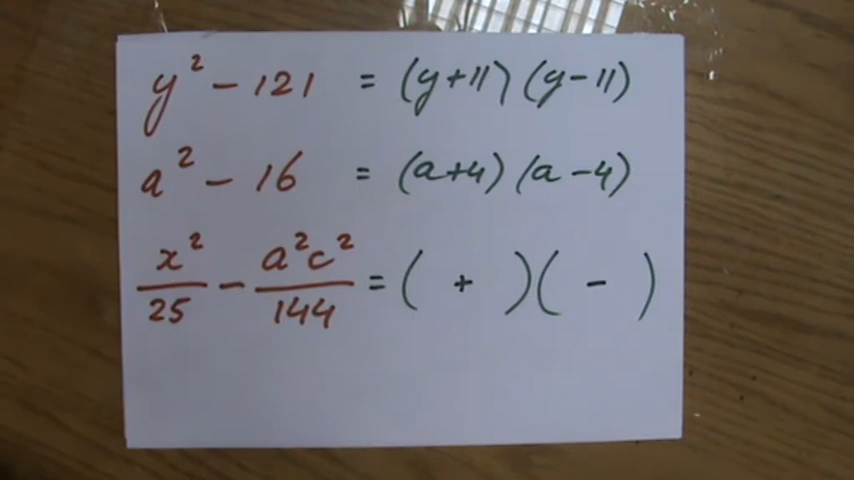 y² - 121 = (y+11) (y-11)
a² - 16 = (a+4) (a-4)
x²/25 - a²c²/144 = ( + )( - )